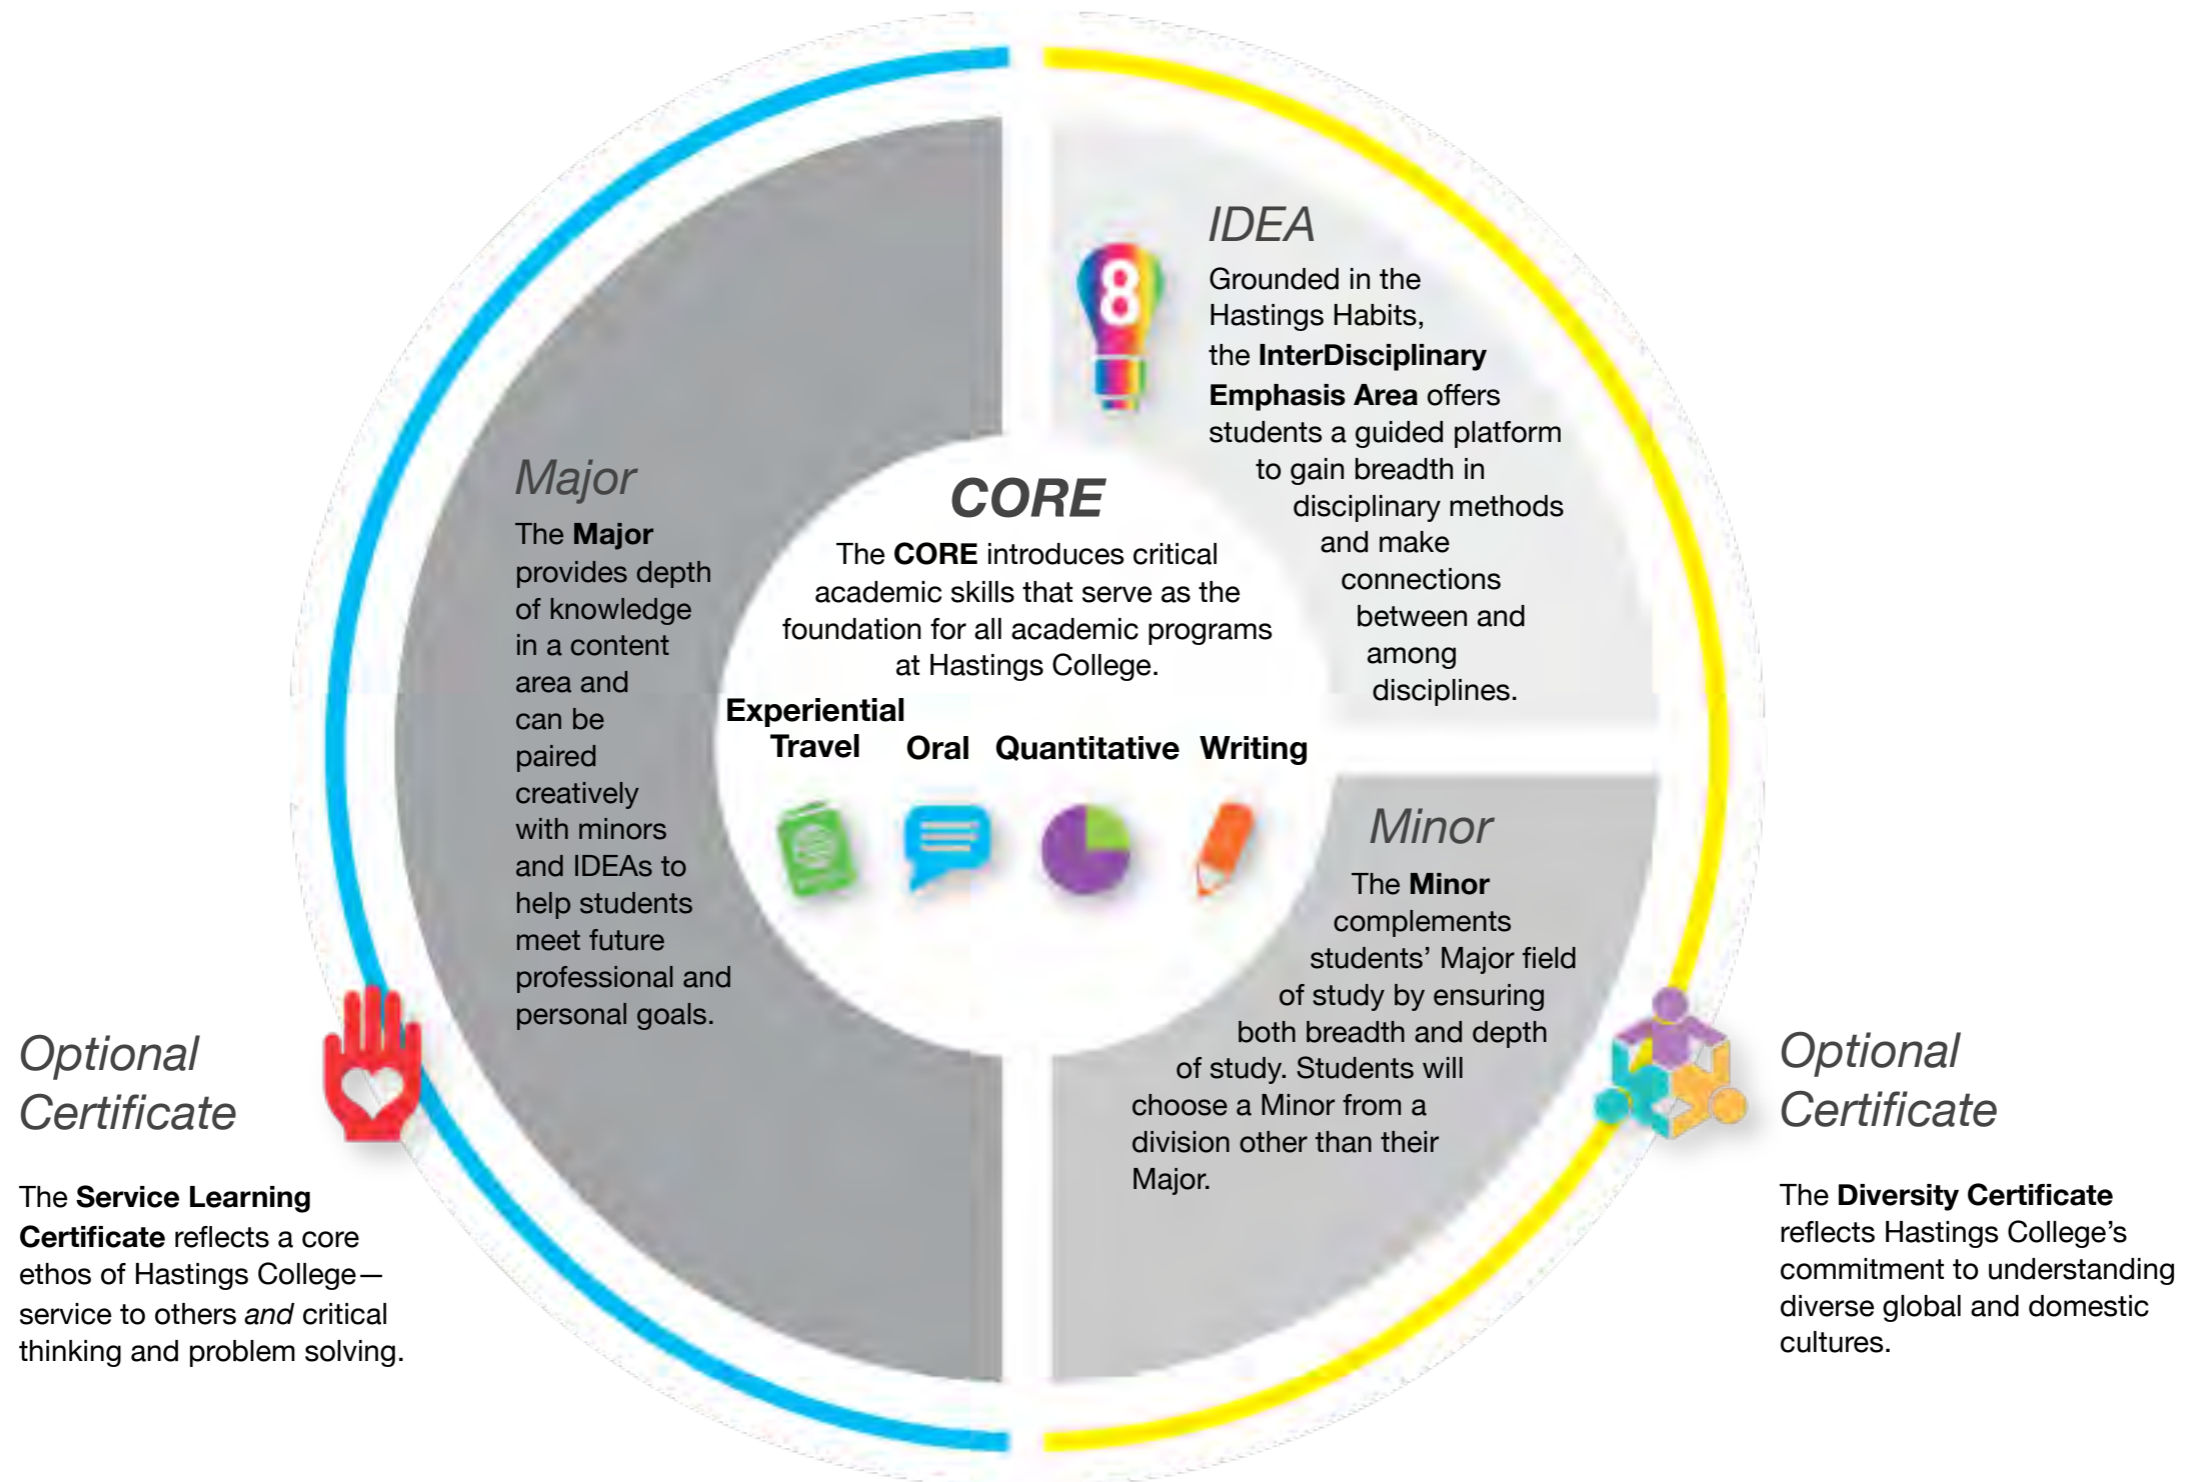 IDEA
8
Grounded in the
Hastings Habits,
the InterDisciplinary
Emphasis Area offers
students a guided platform
to gain breadth in
disciplinary methods
and make
connections
between and
among
disciplines.
Major
The Major
provides depth
of knowledge
in a content
area and
can be
paired
creatively
with minors
and IDEAs to
help students
meet future
professional and
personal goals.
CORE
The CORE introduces critical
academic skills that serve as the
foundation for all academic programs
at Hastings College.
Experiential
Travel Oral Quantitative Writing
Minor
The Minor
complements
students’ Major field
of study by ensuring
both breadth and depth
of study. Students will
choose a Minor from a
division other than their
Major.
Optional
Certificate
The Service Learning
Certificate reflects a core
ethos of Hastings College—
service to others and critical
thinking and problem solving.
Optional
Certificate
The Diversity Certificate
reflects Hastings College’s
commitment to understanding
diverse global and domestic
cultures.